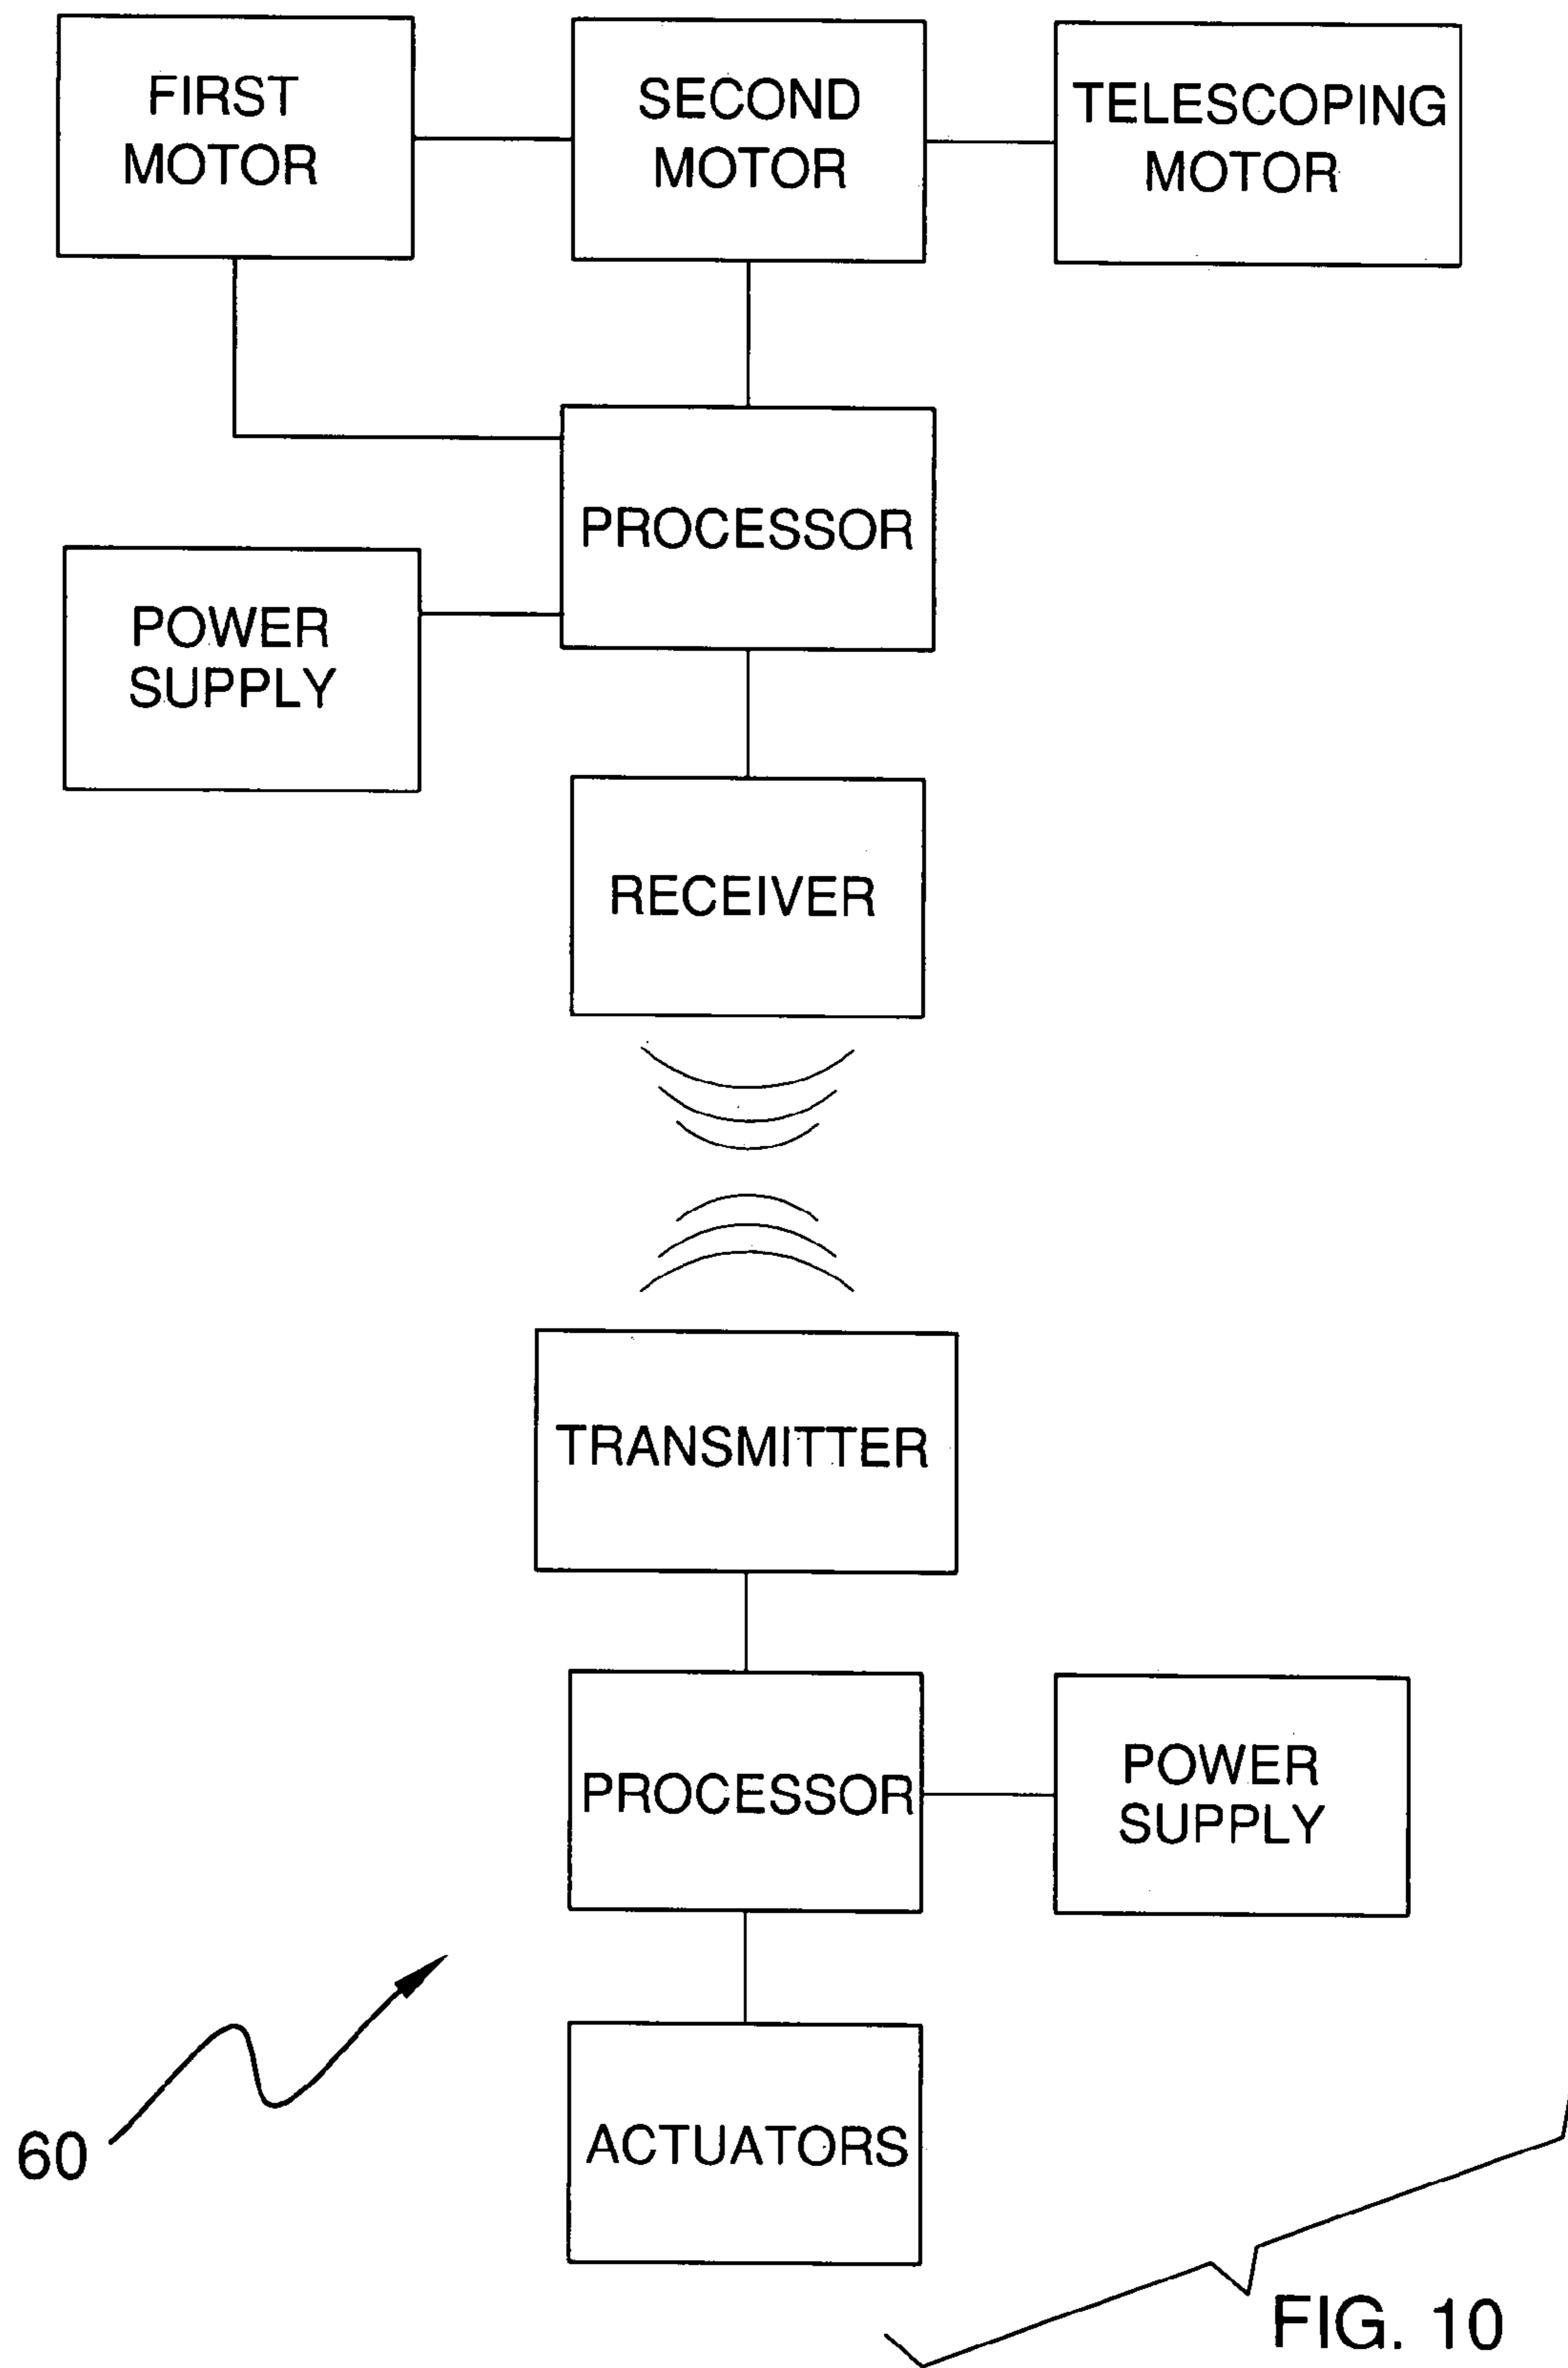 FIRST
MOTOR
SECOND
MOTOR
TELESCOPING
MOTOR
PROCESSOR
POWER
SUPPLY
RECEIVER
TRANSMITTER
PROCESSOR
POWER
SUPPLY
ACTUATORS
60
FIG. 10